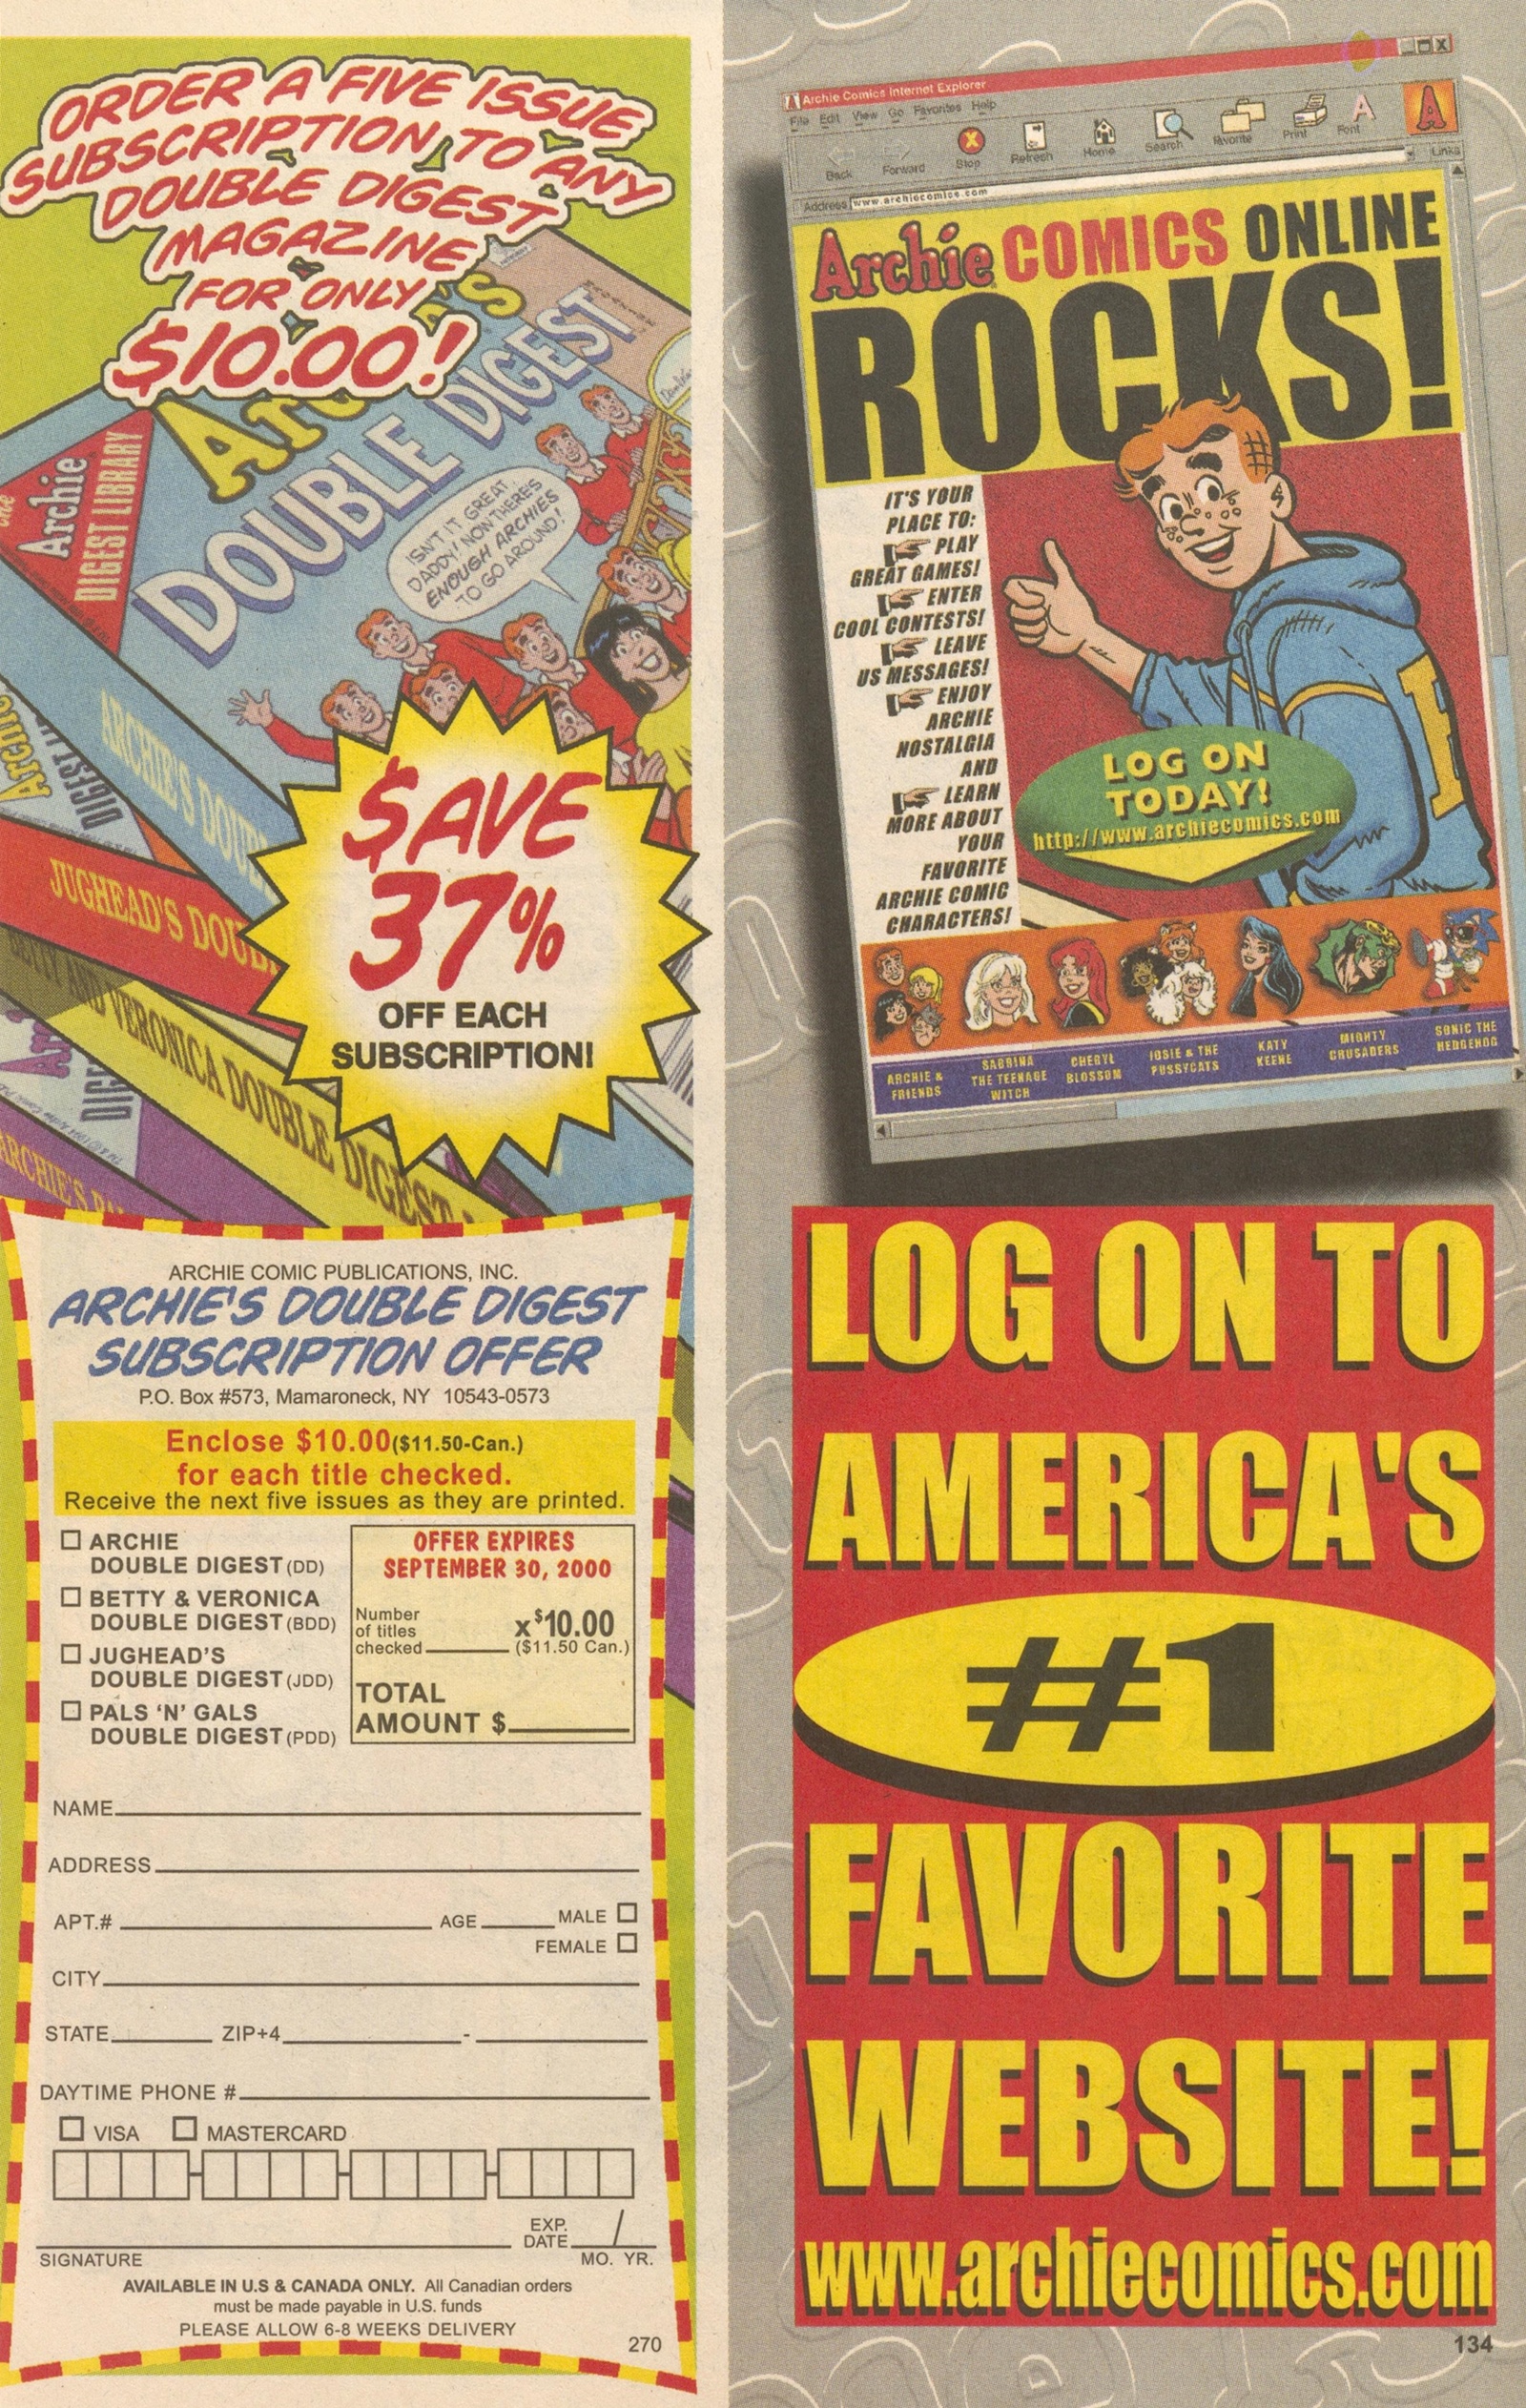 ORDER A FIVE ISSUE
SUBSCRIPTION TO ANY
DOUBLE DIGEST
MAGAZINE
FOR ONLY
$10.00!
the
Archie
DIGEST LIBRARY
DOUBLE DIGEST
ISN'T IT GREAT,
DADDY! NOW THERE'S
ENOUGH ARCHIES
TO GO AROUND!
ARCHIE'S DOUB
JUGHEAD'S DOU
BETTY AND VERONICA DOUBLE DIGEST
$AVE
37%
OFF EACH
SUBSCRIPTION!
ARCHIE COMIC PUBLICATIONS, INC.
ARCHIE'S DOUBLE DIGEST
SUBSCRIPTION OFFER
P.O. Box #573, Mamaroneck, NY 10543-0573
Enclose $10.00($11.50-Can.)
for each title checked.
Receive the next five issues as they are printed.
ARCHIE
DOUBLE DIGEST (DD)
BETTY & VERONICA
DOUBLE DIGEST (BDD)
JUGHEAD'S
DOUBLE DIGEST (JDD)
PALS 'N' GALS
DOUBLE DIGEST (PDD)
OFFER EXPIRES
SEPTEMBER 30, 2000
Number
of titles
checked x$10.00
($11.50 Can.)
TOTAL
AMOUNT $
NAME
ADDRESS
APT.# AGE MALE
FEMALE
CITY
STATE ZIP+4 -
DAYTIME PHONE #
VISA MASTERCARD
EXP.
DATE /
SIGNATURE MO. YR.
AVAILABLE IN U.S & CANADA ONLY. All Canadian orders
must be made payable in U.S. funds
PLEASE ALLOW 6-8 WEEKS DELIVERY
270
Archie Comics Internet Explorer
File Edit View Go Favorites Help
Back Forward Stop Refresh Home Search Favorite Print Font
Address www.archiecomics.com Links
Archie COMICS ONLINE
ROCKS!
IT'S YOUR
PLACE TO:
PLAY
GREAT GAMES!
ENTER
COOL CONTESTS!
LEAVE
US MESSAGES!
ENJOY
ARCHIE
NOSTALGIA
AND
LEARN
MORE ABOUT
YOUR
FAVORITE
ARCHIE COMIC
CHARACTERS!
LOG ON
TODAY!
http://www.archiecomics.com
ARCHIE &
FRIENDS
SABRINA
THE TEENAGE
WITCH
CHERYL
BLOSSOM
JOSIE & THE
PUSSYCATS
KATY
KEENE
MIGHTY
CRUSADERS
SONIC THE
HEDGEHOG
LOG ON TO
AMERICA'S
#1
FAVORITE
WEBSITE!
www.archiecomics.com
134